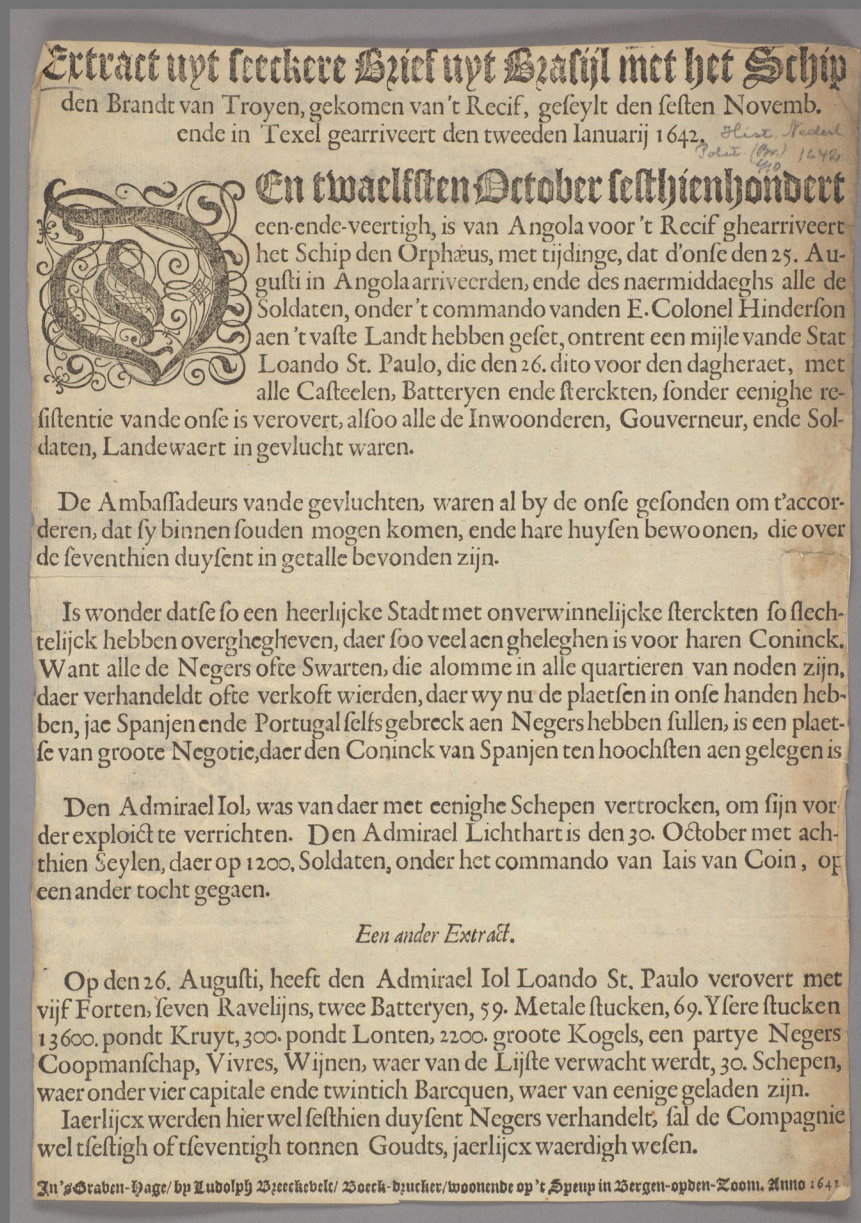 Extract uyt seeckere Brief uyt Brasijl met het Schip
den Brandt van Troyen, gekomen van't Recif, geseylt den sesten Novemb.
ende in Texel gearriveert den tweeden Ianuarij 1642.
Hist. Nederl
1642
DEn twaelfsten October sesthienhondert
een-ende-veertigh, is van Angola voor 't Recif ghearriveert
het Schip den Orphæus, met tijdinge, dat d'onse den 25. Au-
gusti in Angola arriveerden, ende des naermiddaeghs alle de
Soldaten, onder 't commando vanden E. Colonel Hinderson
aen 't vaste Landt hebben geset, ontrent een mijle vande Stat
Loando St. Paulo, die den 26. dito voor den dagheraet, met
alle Casteelen, Batteryen ende sterckten, sonder eenighe re-
sistentie vande onse is verovert, alsoo alle de Inwoonderen, Gouverneur, ende Sol-
daten, Landewaert in gevlucht waren.
De Ambassadeurs vande gevluchten, waren al by de onse gesonden om t'accor-
deren, dat sy binnen souden mogen komen, ende hare huysen bewoonen, die over
de seventhien duysent in getalle bevonden zijn.
Is wonder datse so een heerlijcke Stadt met onverwinnelijcke sterckten so slech-
telijck hebben overghegheven, daer soo veel aen gheleghen is voor haren Coninck.
Want alle de Negers ofte Swarten, die alomme in alle quartieren van noden zijn,
daer verhandeldt ofte verkoft wierden, daer wy nu de plaetsen in onse handen heb-
ben, jae Spanjen ende Portugal selfs gebreck aen Negers hebben sullen, is een plaet-
se van groote Negotie, daer den Coninck van Spanjen ten hoochsten aen gelegen is
Den Admirael Iol, was van daer met eenighe Schepen vertrocken, om sijn vor
der exploict te verrichten. Den Admirael Lichthart is den 30. October met ach-
thien Seylen, daer op 1200. Soldaten, onder het commando van Iais van Coin, op
een ander tocht gegaen.
Een ander Extract.
Op den 26. Augusti, heeft den Admirael Iol Loando St. Paulo verovert met
vijf Forten, seven Ravelijns, twee Batteryen, 59. Metale stucken, 69. Ysere stucken
13600. pondt Kruyt, 300. pondt Lonten, 2200. groote Kogels, een partye Negers
Coopmanschap, Vivres, Wijnen, waer van de Lijste verwacht werdt, 30. Schepen,
waer onder vier capitale ende twintich Barcquen, waer van eenige geladen zijn.
Iaerlijcx werden hier wel sesthien duysent Negers verhandelt, sal de Compagnie
wel tsestigh of tseventigh tonnen Goudts, jaerlijcx waerdigh wesen.
In 'sGraven-Hage/ by Ludolph Breeckevelt/ Boeck-drucker/ woonende op't Speup in Bergen-opden-Zoom. Anno 1642